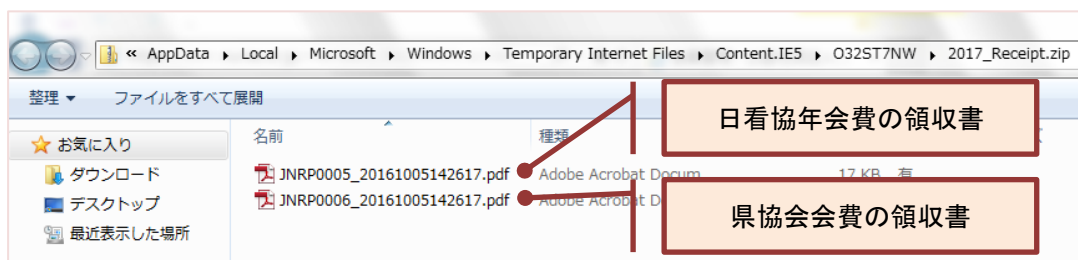 « AppData ▸ Local ▸ Microsoft ▸ Windows ▸ Temporary Internet Files ▸ Content.IE5 ▸ O32ST7NW ▸ 2017_Receipt.zip
整理 ▼ ファイルをすべて展開
お気に入り
名前 種類
ダウンロード
JNRP0005_20161005142617.pdf Adobe Acrobat Docum... 17 KB 有
デスクトップ
JNRP0006_20161005142617.pdf Adobe Acrobat D
最近表示した場所
日看協年会費の領収書
県協会会費の領収書